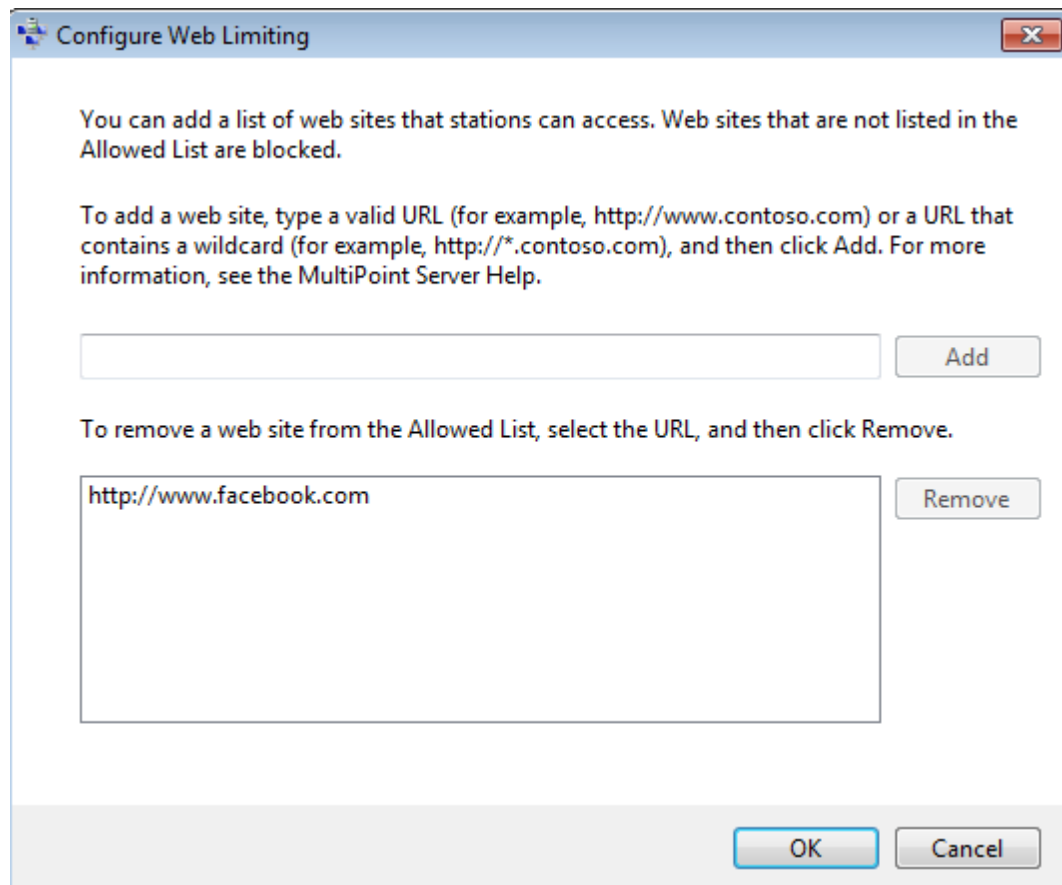 Configure Web Limiting
You can add a list of web sites that stations can access. Web sites that are not listed in the
Allowed List are blocked.
To add a web site, type a valid URL (for example, http://www.contoso.com) or a URL that
contains a wildcard (for example, http://*.contoso.com), and then click Add. For more
information, see the MultiPoint Server Help.
Add
To remove a web site from the Allowed List, select the URL, and then click Remove.
http://www.facebook.com
Remove
OK
Cancel